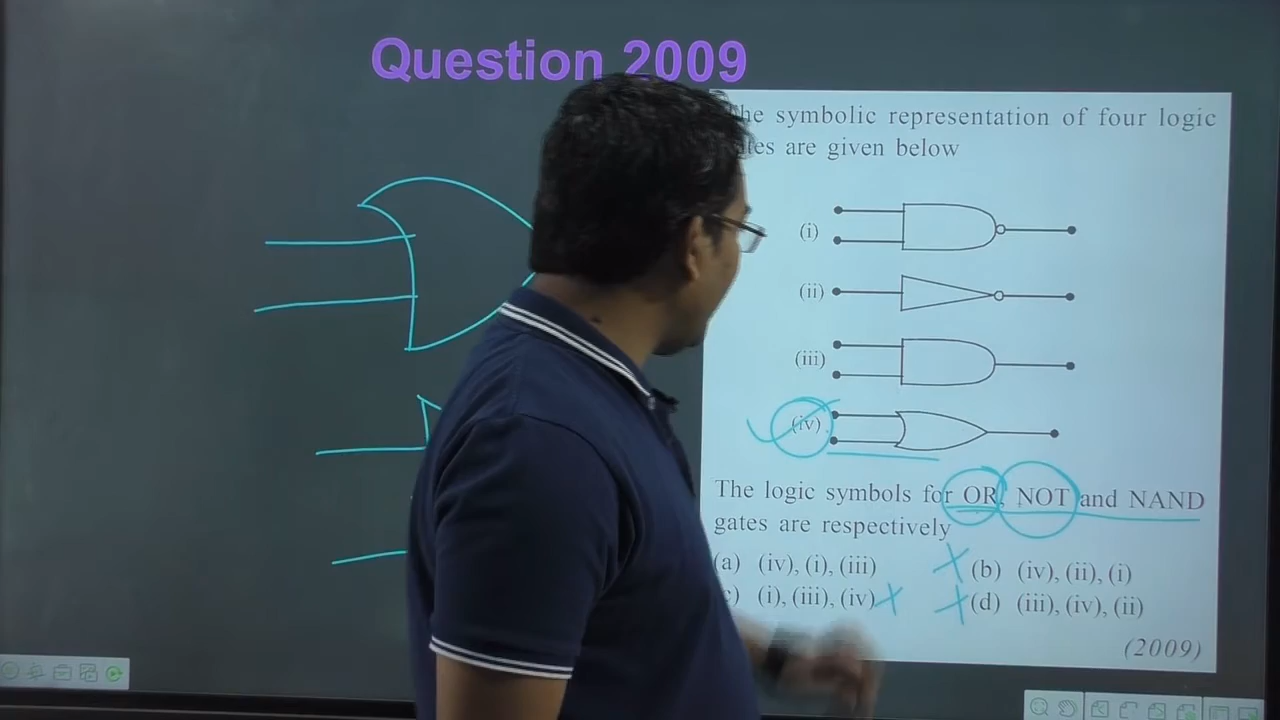 Question 2009
he symbolic representation of four logic
tes are given below
(i)
(ii)
(iii)
(iv)
The logic symbols for OR, NOT and NAND
gates are respectively
(a) (iv), (i), (iii) (b) (iv), (ii), (i)
c) (i), (iii), (iv) (d) (iii), (iv), (ii)
(2009)